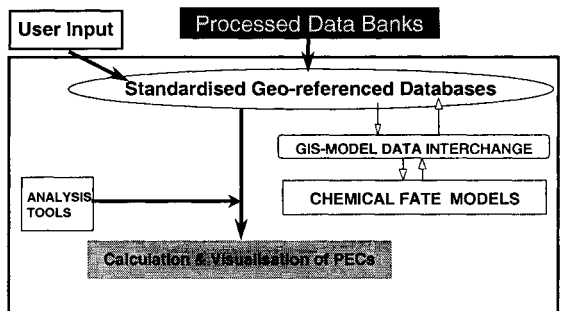 User Input
Processed Data Banks
Standardised Geo-referenced Databases
GIS-MODEL DATA INTERCHANGE
CHEMICAL FATE MODELS
ANALYSIS
TOOLS
Calculation & Visualisation of PECs